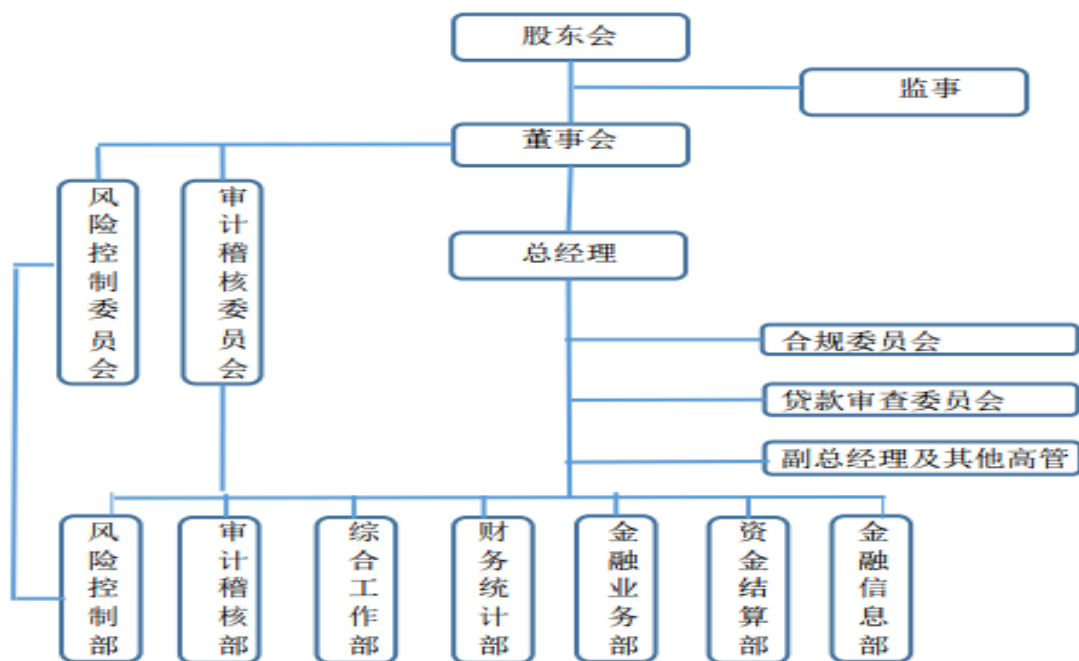 股东会
监事
董事会
风险控制委员会
审计稽核委员会
总经理
合规委员会
贷款审查委员会
副总经理及其他高管
风险控制部
审计稽核部
综合工作部
财务统计部
金融业务部
资金结算部
金融信息部